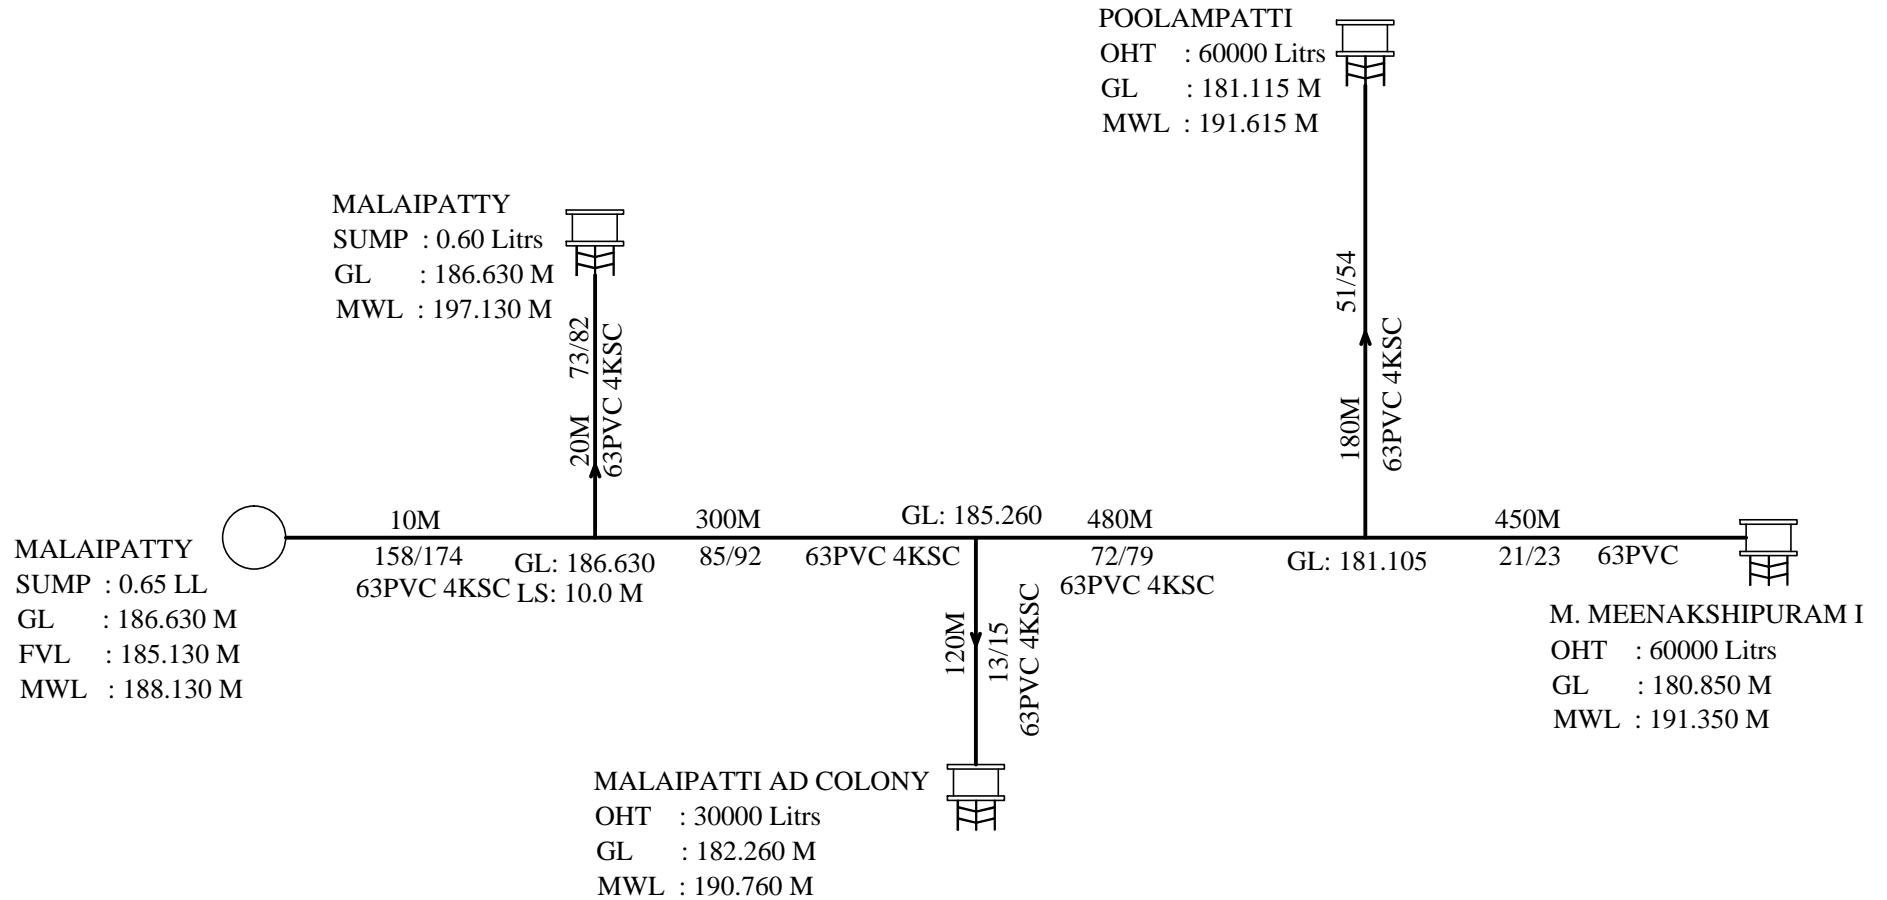 POOLAMPATTI
OHT : 60000 Litrs
GL : 181.115 M
MWL : 191.615 M
MALAIPATTY
SUMP : 0.60 Litrs
GL : 186.630 M
MWL : 197.130 M
73/82
20M
63PVC 4KSC
51/54
180M
63PVC 4KSC
MALAIPATTY
SUMP : 0.65 LL
GL : 186.630 M
FVL : 185.130 M
MWL : 188.130 M
10M
158/174
63PVC 4KSC
GL: 186.630
LS: 10.0 M
300M
85/92
63PVC 4KSC
GL: 185.260
480M
72/79
63PVC 4KSC
GL: 181.105
450M
21/23
63PVC
120M
13/15
63PVC 4KSC
M. MEENAKSHIPURAM I
OHT : 60000 Litrs
GL : 180.850 M
MWL : 191.350 M
MALAIPATTI AD COLONY
OHT : 30000 Litrs
GL : 182.260 M
MWL : 190.760 M